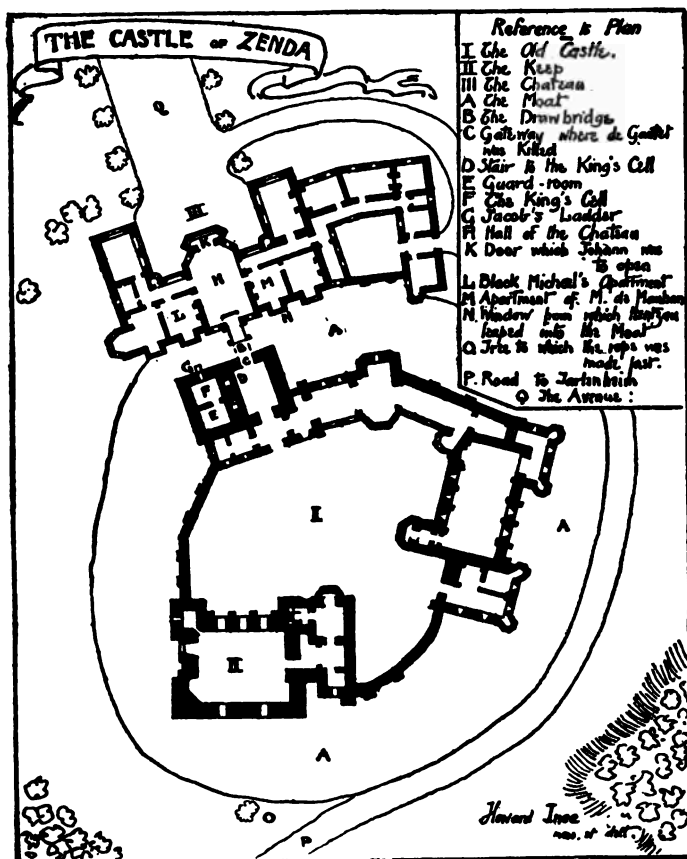 THE CASTLE OF ZENDA
Reference to Plan
I The Old Castle.
II The Keep
III The Chateau
A The Moat
B The Drawbridge
C Gateway where de Gautet
was Killed
D Stair to the King's Cell
E Guard-room
F The King's Cell
G Jacob's Ladder
H Hall of the Chateau
K Door which Johann was
to open
L Black Michael's Apartment
M Apartment of M. de Mauban
N. Window from which
leaped into the Moat
O Tree to which the rope was
made fast.
P. Road to
Q The Avenue:
Q
III
K
H
L
M
N
A
B
C
G
D
F
E
I
A
II
A
O
P
Howard Ince